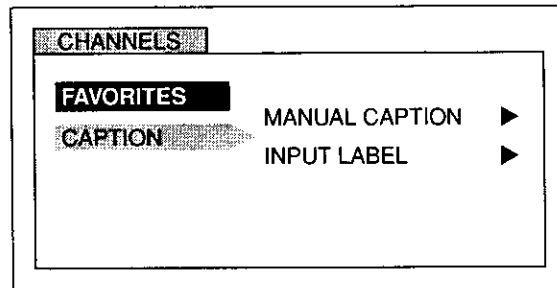 CHANNELS
FAVORITES
CAPTION
MANUAL CAPTION ▶
INPUT LABEL ▶